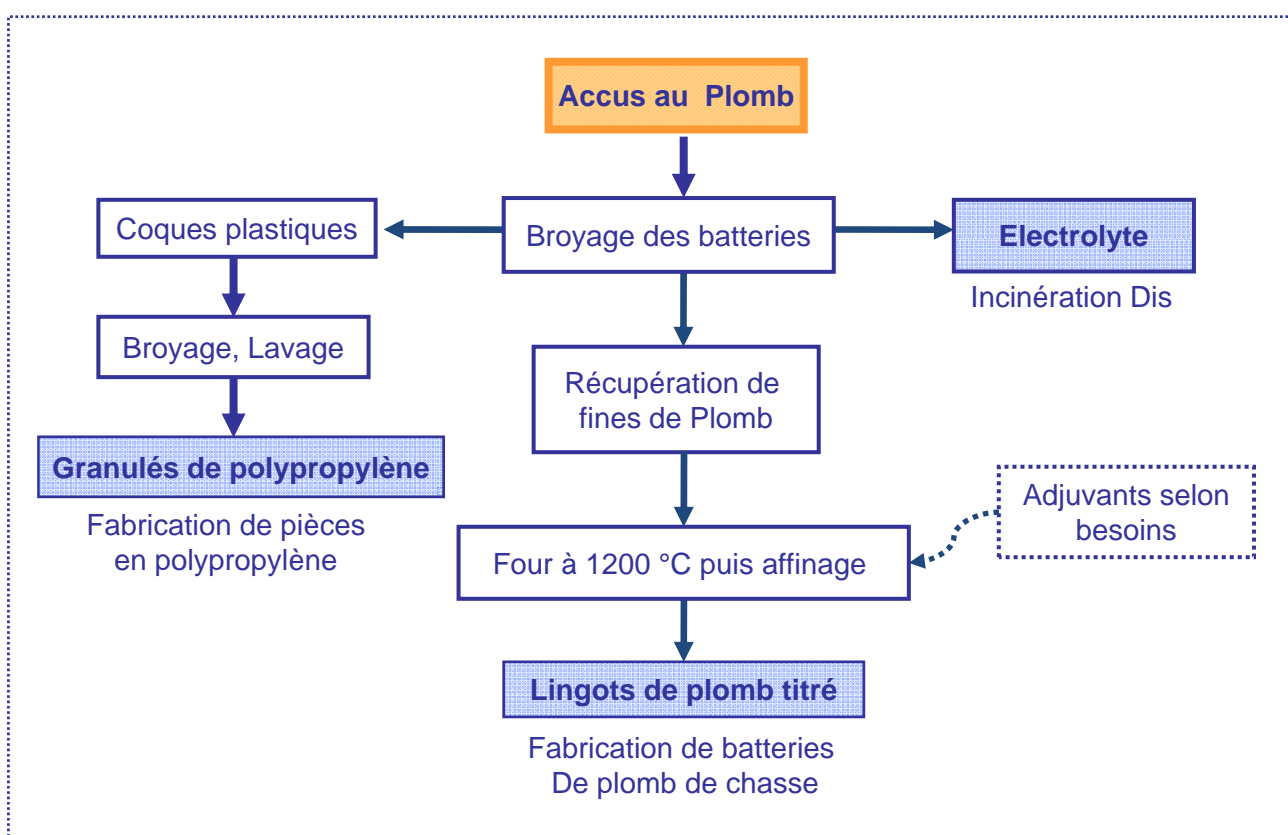 Accus au Plomb
Coques plastiques
Broyage des batteries
Electrolyte
Incinération Dis
Broyage, Lavage
Récupération de
fines de Plomb
Granulés de polypropylène
Fabrication de pièces
en polypropylène
Adjuvants selon
besoins
Four à 1200 °C puis affinage
Lingots de plomb titré
Fabrication de batteries
De plomb de chasse